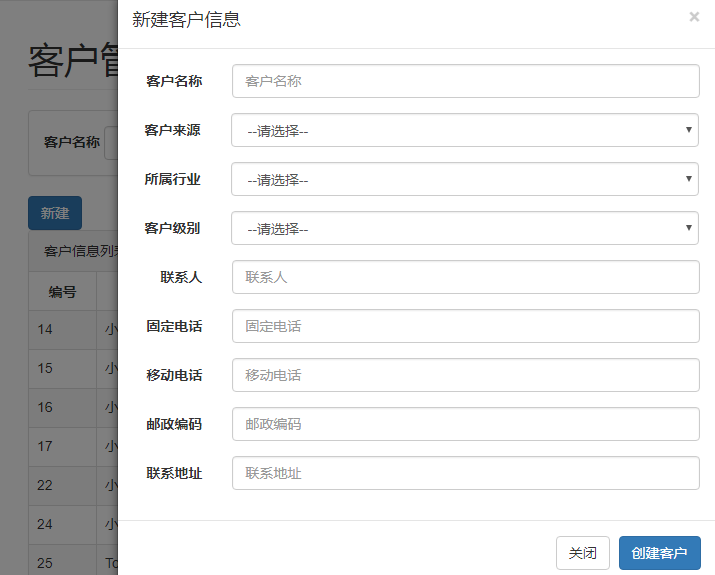 新建客户信息 ×
客户管
客户名称
新建
客户信息列
编号
14 小
15 小
16 小
17 小
22 小
24 小
25 To
客户名称 客户名称
客户来源 --请选择--
所属行业 --请选择--
客户级别 --请选择--
联系人 联系人
固定电话 固定电话
移动电话 移动电话
邮政编码 邮政编码
联系地址 联系地址
关闭 创建客户